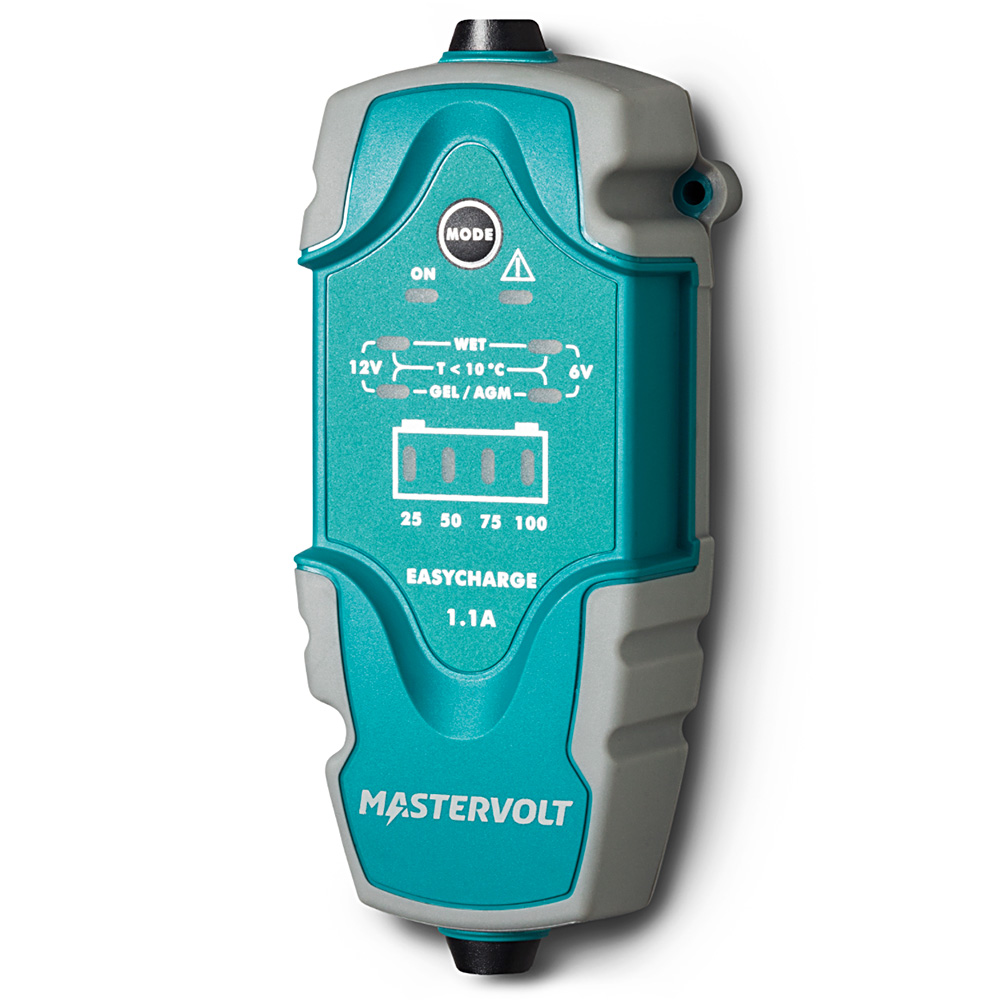 MODE
ON
WET
12V T < 10 °C 6V
GEL / AGM
25 50 75 100
EASYCHARGE
1.1A
MASTERVOLT